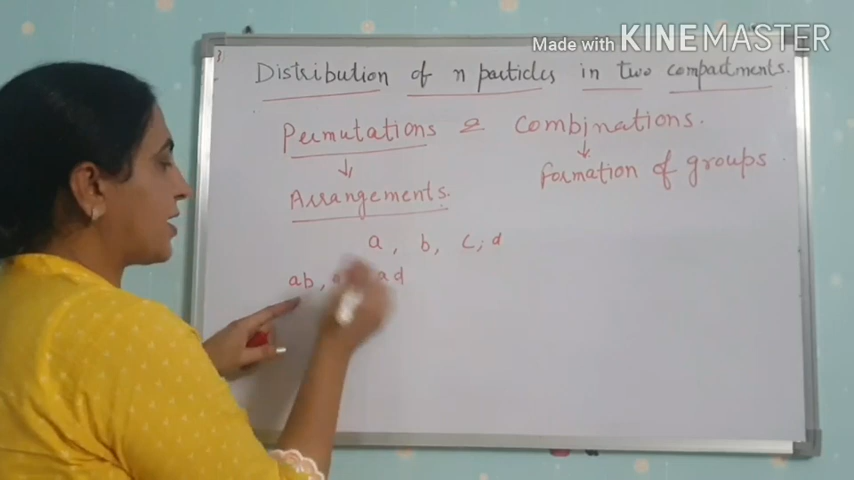 Made with KINEMASTER
Distribution of n particles in two compartments.
Permutations & Combinations.
↓ ↓
Arrangements. formation of groups
a, b, c, d
ab, ad